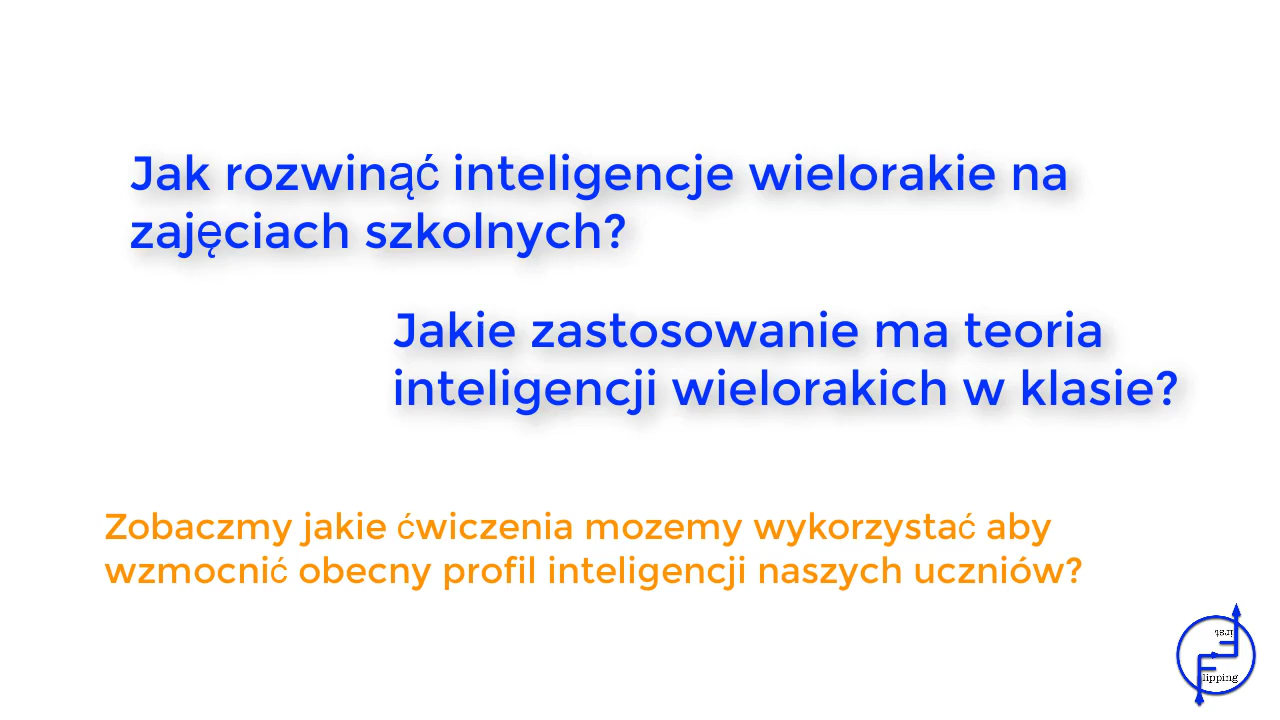 Jak rozwinąć inteligencje wielorakie na
zajęciach szkolnych?
Jakie zastosowanie ma teoria
inteligencji wielorakich w klasie?
Zobaczmy jakie ćwiczenia mozemy wykorzystać aby
wzmocnić obecny profil inteligencji naszych uczniów?
lipping